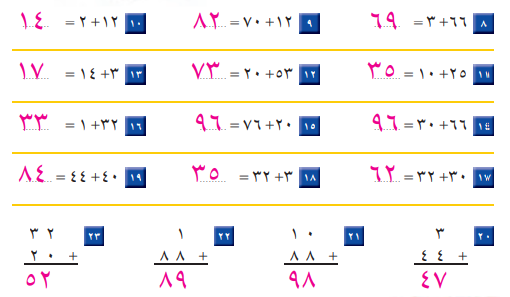 ٨ ٦٦+٣= ٦٩ ٩ ١٢+٧٠= ٨٢ ١٠ ١٢+٢= ١٤
١١ ٢٥+١٠= ٣٥ ١٢ ٥٣+٢٠= ٧٣ ١٣ ٣+١٤= ١٧
١٤ ٦٦+٣٠= ٩٦ ١٥ ٢٠+٧٦= ٩٦ ١٦ ٣٢+١= ٣٣
١٧ ٣٠+٣٢= ٦٢ ١٨ ٣+٣٢= ٣٥ ١٩ ٤٠+٤٤= ٨٤
٢٠ ٣ ٢١ ١٠ ٢٢ ١ ٢٣ ٣٢
+ ٤٤ + ٨٨ + ٨٨ + ٢٠
٤٧ ٩٨ ٨٩ ٥٢